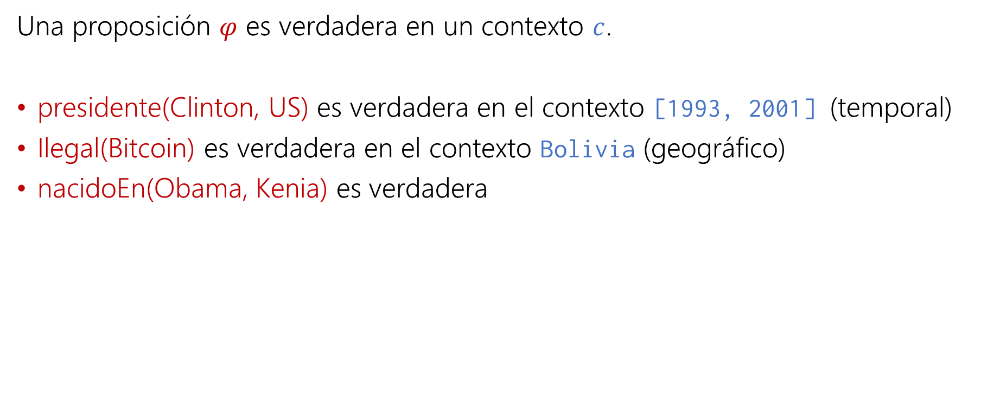 Una proposición φ es verdadera en un contexto c.
• presidente(Clinton, US) es verdadera en el contexto [1993, 2001] (temporal)
• Ilegal(Bitcoin) es verdadera en el contexto Bolivia (geográfico)
• nacidoEn(Obama, Kenia) es verdadera